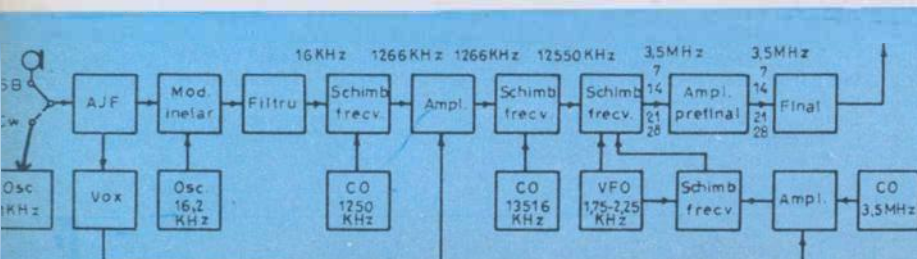 16KHz 1266KHz 1266KHz 12550KHz 3,5MHz 3,5MHz
7 7
14 14
21 21
28 28
SB
Cw
AJF
Mod.
inelar
Filtru
Schimb
frecv.
Ampl.
Schimb
frecv.
Schimb
frecv.
Ampl.
prefinal
Final
Osc
KHz
Vox
Osc.
16,2
KHz
CO
1250
KHz
CO
13516
KHz
VFO
1,75-2,25
KHz
Schimb
frecv.
Ampl.
CO
3,5MHz